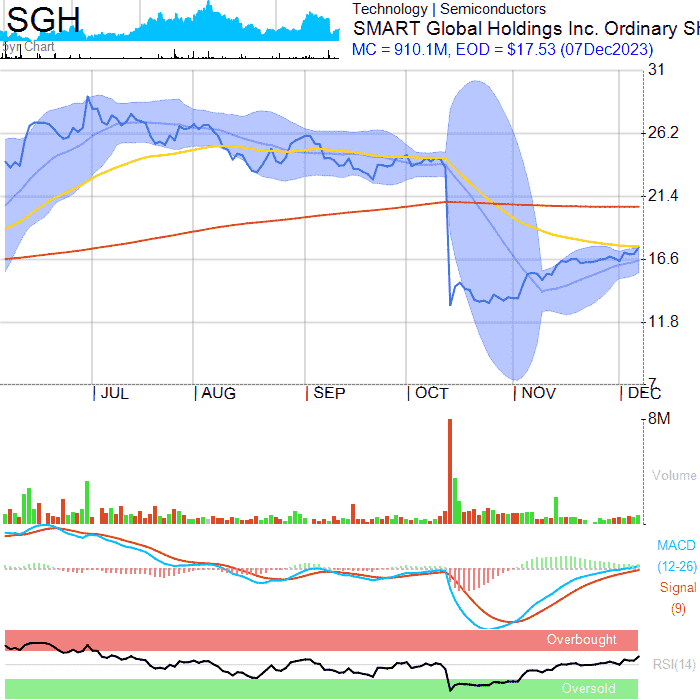 SGH
5yr Chart
Technology | Semiconductors
SMART Global Holdings Inc. Ordinary Sh
MC = 910.1M, EOD = $17.53 (07Dec2023)
31
26.2
21.4
16.6
11.8
7
JUL
AUG
SEP
OCT
NOV
DEC
8M
Volume
MACD
(12-26)
Signal
(9)
Overbought
RSI(14)
Oversold